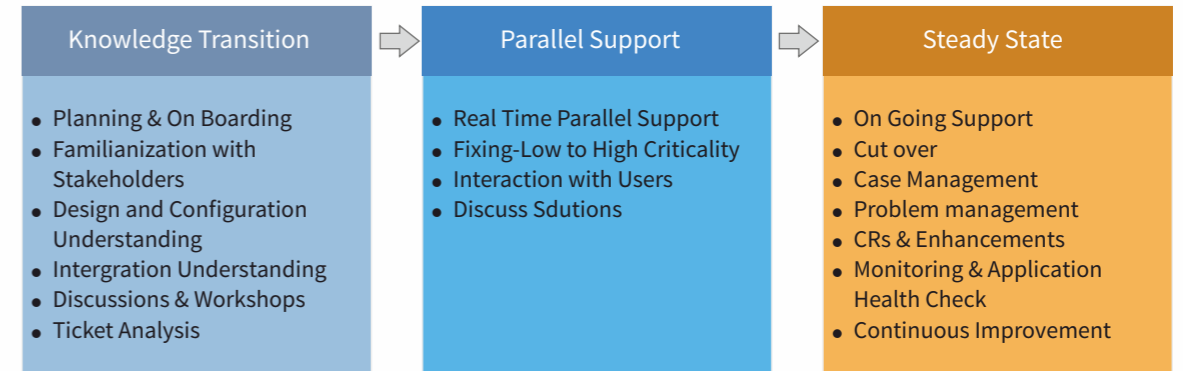 Knowledge Transition
• Planning & On Boarding
• Familianization with
Stakeholders
• Design and Configuration
Understanding
• Intergration Understanding
• Discussions & Workshops
• Ticket Analysis
Parallel Support
• Real Time Parallel Support
• Fixing-Low to High Criticality
• Interaction with Users
• Discuss Sdutions
Steady State
• On Going Support
• Cut over
• Case Management
• Problem management
• CRs & Enhancements
• Monitoring & Application
Health Check
• Continuous Improvement